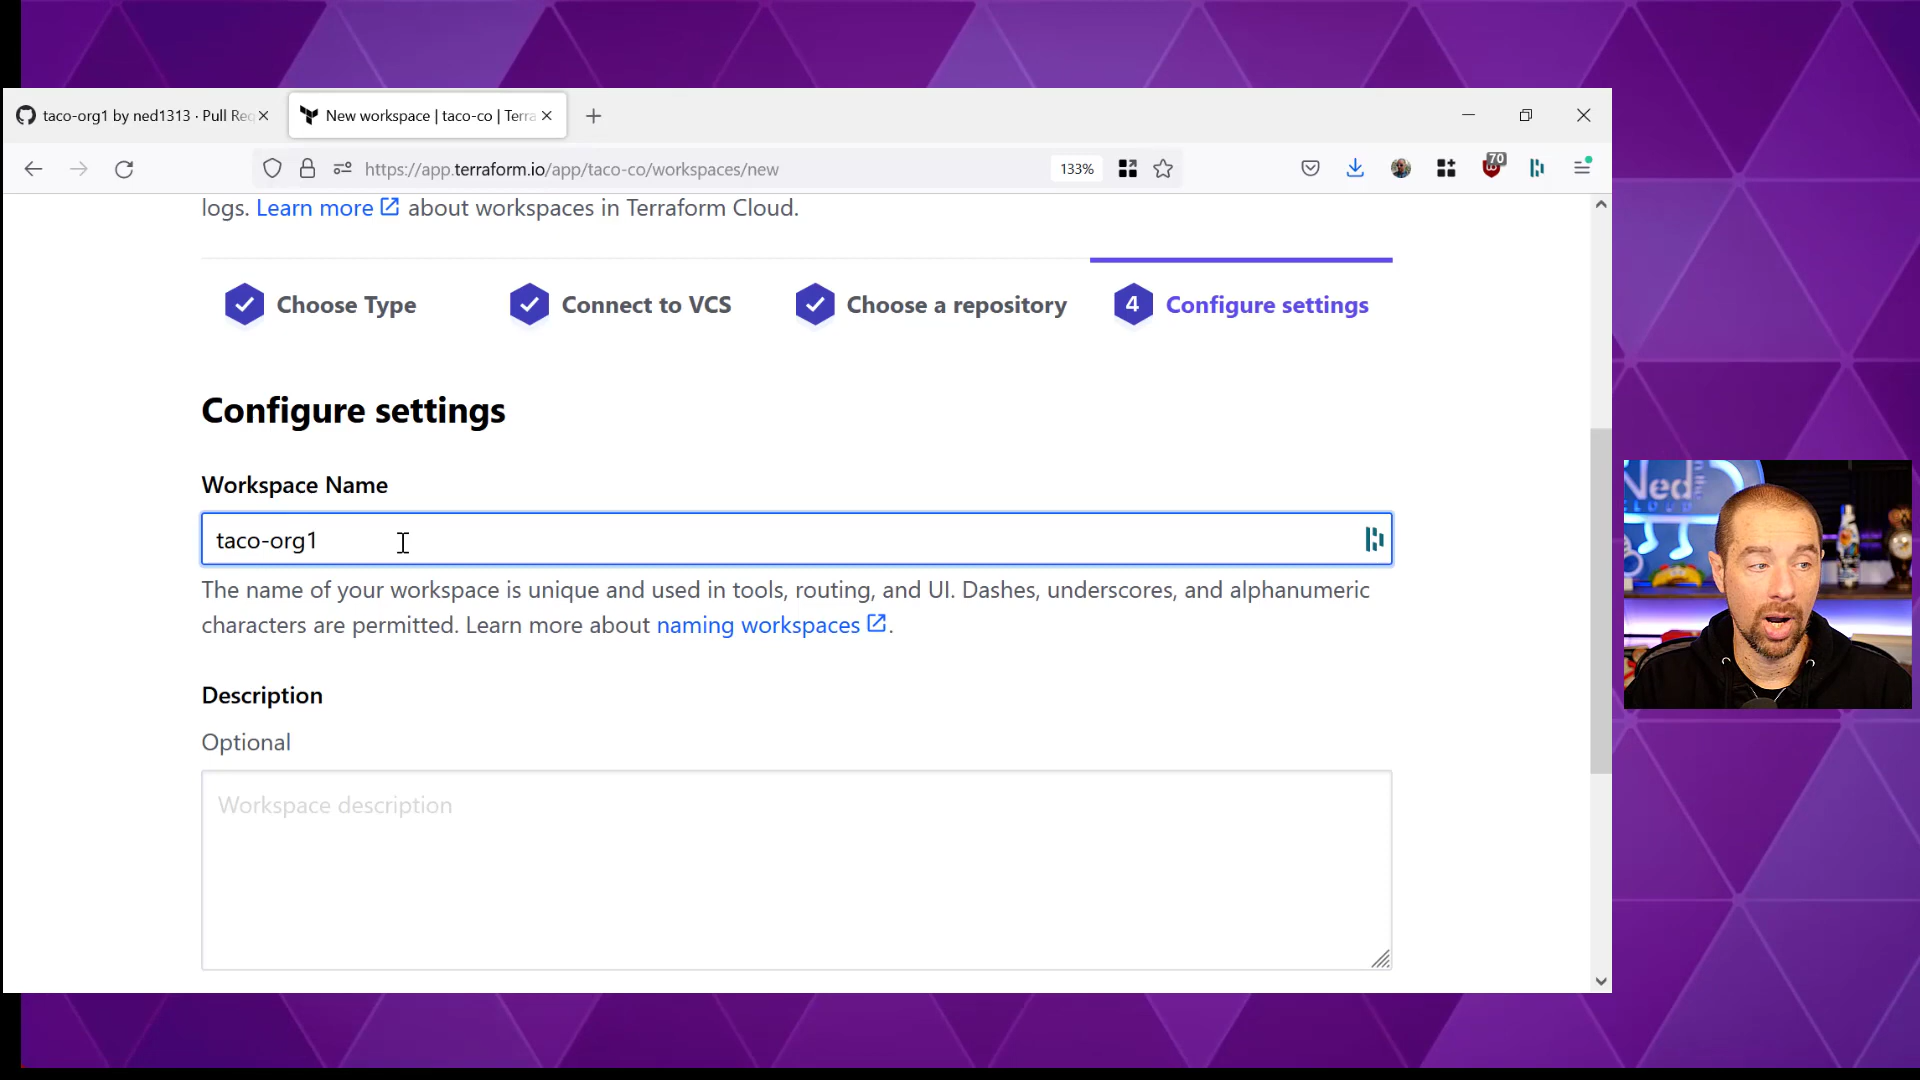 taco-org1 by ned1313 · Pull Req
New workspace | taco-co | Terra
https://app.terraform.io/app/taco-co/workspaces/new
133%
70
logs. Learn more about workspaces in Terraform Cloud.
Choose Type
Connect to VCS
Choose a repository
4 Configure settings
Configure settings
Workspace Name
taco-org1
The name of your workspace is unique and used in tools, routing, and UI. Dashes, underscores, and alphanumeric
characters are permitted. Learn more about naming workspaces.
Description
Optional
Workspace description
Ned
CLOUD